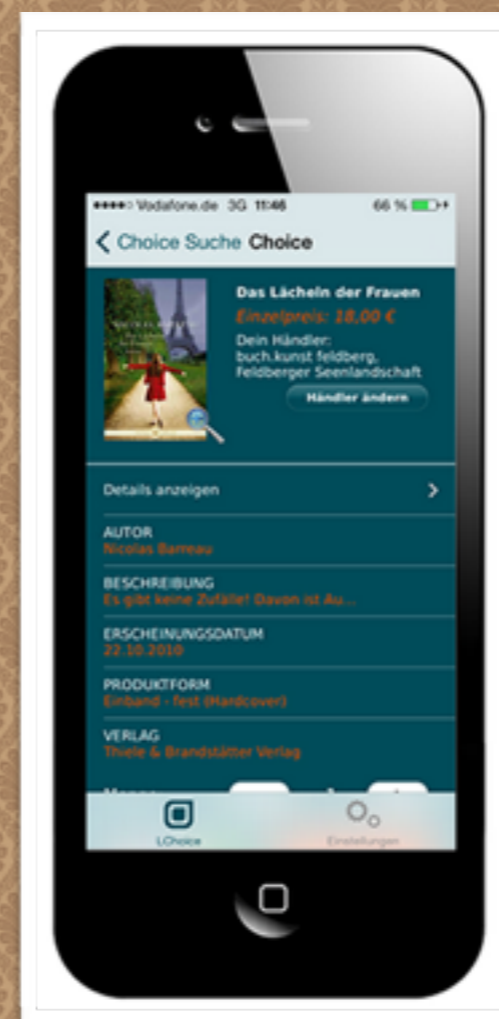 Vodafone.de 3G 11:46 66 %
Choice Suche Choice
Das Lächeln der Frauen
Einzelpreis: 18,00 €
Dein Händler:
buch.kunst feldberg,
Feldberger Seenlandschaft
Händler ändern
Details anzeigen
AUTOR
Nicolas Barreau
BESCHREIBUNG
Es gibt keine Zufälle! Davon ist Au...
ERSCHEINUNGSDATUM
22.10.2010
PRODUKTFORM
Einband - fest (Hardcover)
VERLAG
Thiele & Brandstätter Verlag
LChoice
Einstellungen